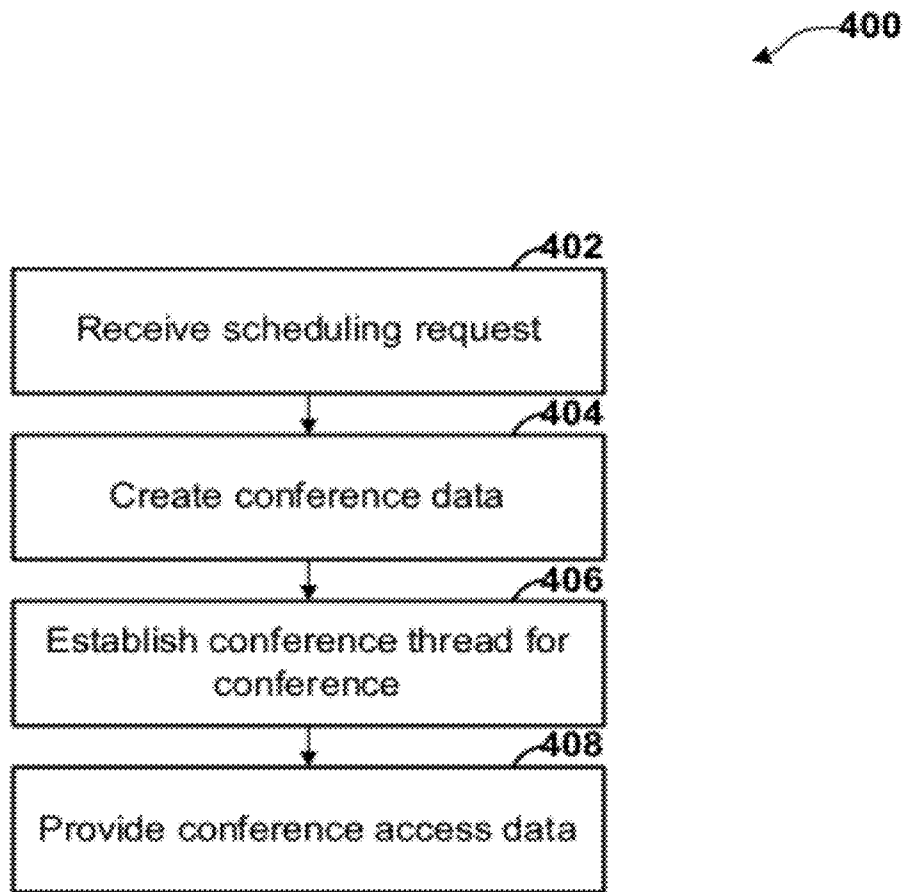 400
402
Receive scheduling request
404
Create conference data
406
Establish conference thread for
conference
408
Provide conference access data